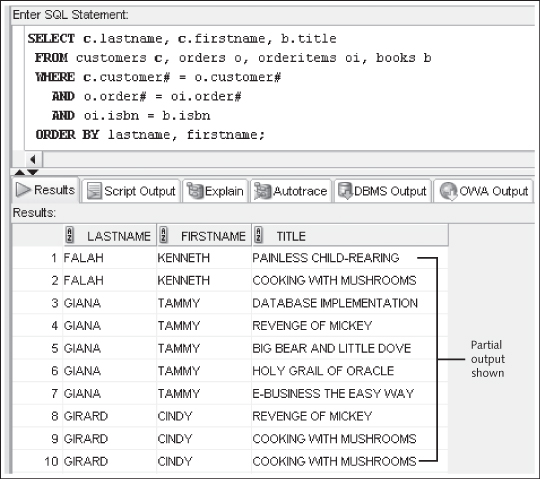 Enter SQL Statement:
SELECT c.lastname, c.firstname, b.title
FROM customers c, orders o, orderitems oi, books b
WHERE c.customer# = o.customer#
AND o.order# = oi.order#
AND oi.isbn = b.isbn
ORDER BY lastname, firstname;
Results Script Output Explain Autotrace DBMS Output OWA Output
Results:
LASTNAME FIRSTNAME TITLE
1 FALAH KENNETH PAINLESS CHILD-REARING
2 FALAH KENNETH COOKING WITH MUSHROOMS
3 GIANA TAMMY DATABASE IMPLEMENTATION
4 GIANA TAMMY REVENGE OF MICKEY
5 GIANA TAMMY BIG BEAR AND LITTLE DOVE
6 GIANA TAMMY HOLY GRAIL OF ORACLE
7 GIANA TAMMY E-BUSINESS THE EASY WAY
8 GIRARD CINDY REVENGE OF MICKEY
9 GIRARD CINDY COOKING WITH MUSHROOMS
10 GIRARD CINDY COOKING WITH MUSHROOMS
Partial
output
shown